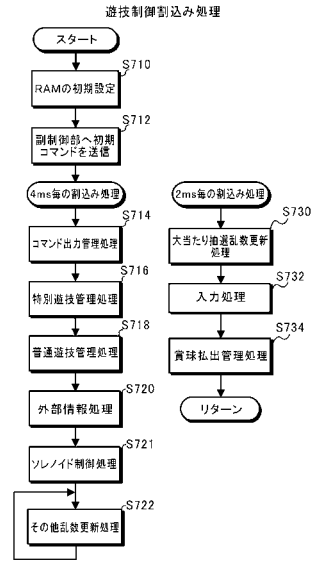 遊技制御割込み処理
スタート
S710
RAMの初期設定
S712
副制御部へ初期
コマンドを送信
4ms毎の割込み処理
S714
コマンド出力管理処理
S716
特別遊技管理処理
S718
普通遊技管理処理
S720
外部情報処理
S721
ソレノイド制御処理
S722
その他乱数更新処理
2ms毎の割込み処理
S730
大当たり抽選乱数更新
処理
S732
入力処理
S734
賞球払出管理処理
リターン